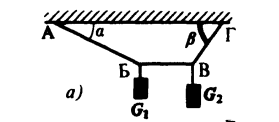 А α β Г
Б В
а) G₁ G₂